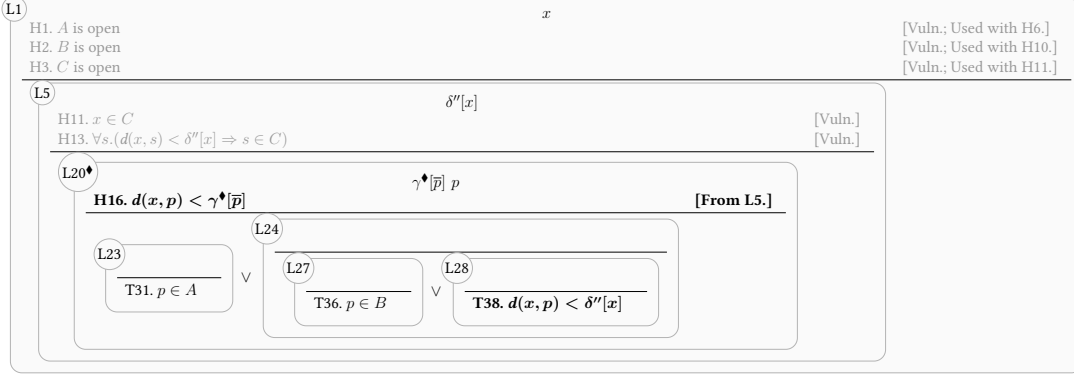 L1 x
H1. A is open [Vuln.; Used with H6.]
H2. B is open [Vuln.; Used with H10.]
H3. C is open [Vuln.; Used with H11.]
L5 δ′′[x]
H11. x ∈ C [Vuln.]
H13. ∀s.(d(x, s) < δ′′[x] ⇒ s ∈ C) [Vuln.]
L20♦ γ♦[p̅] p
H16. d(x, p) < γ♦[p̅] [From L5.]
L24
L23 ∨ L27 ∨ L28
T31. p ∈ A T36. p ∈ B T38. d(x, p) < δ′′[x]